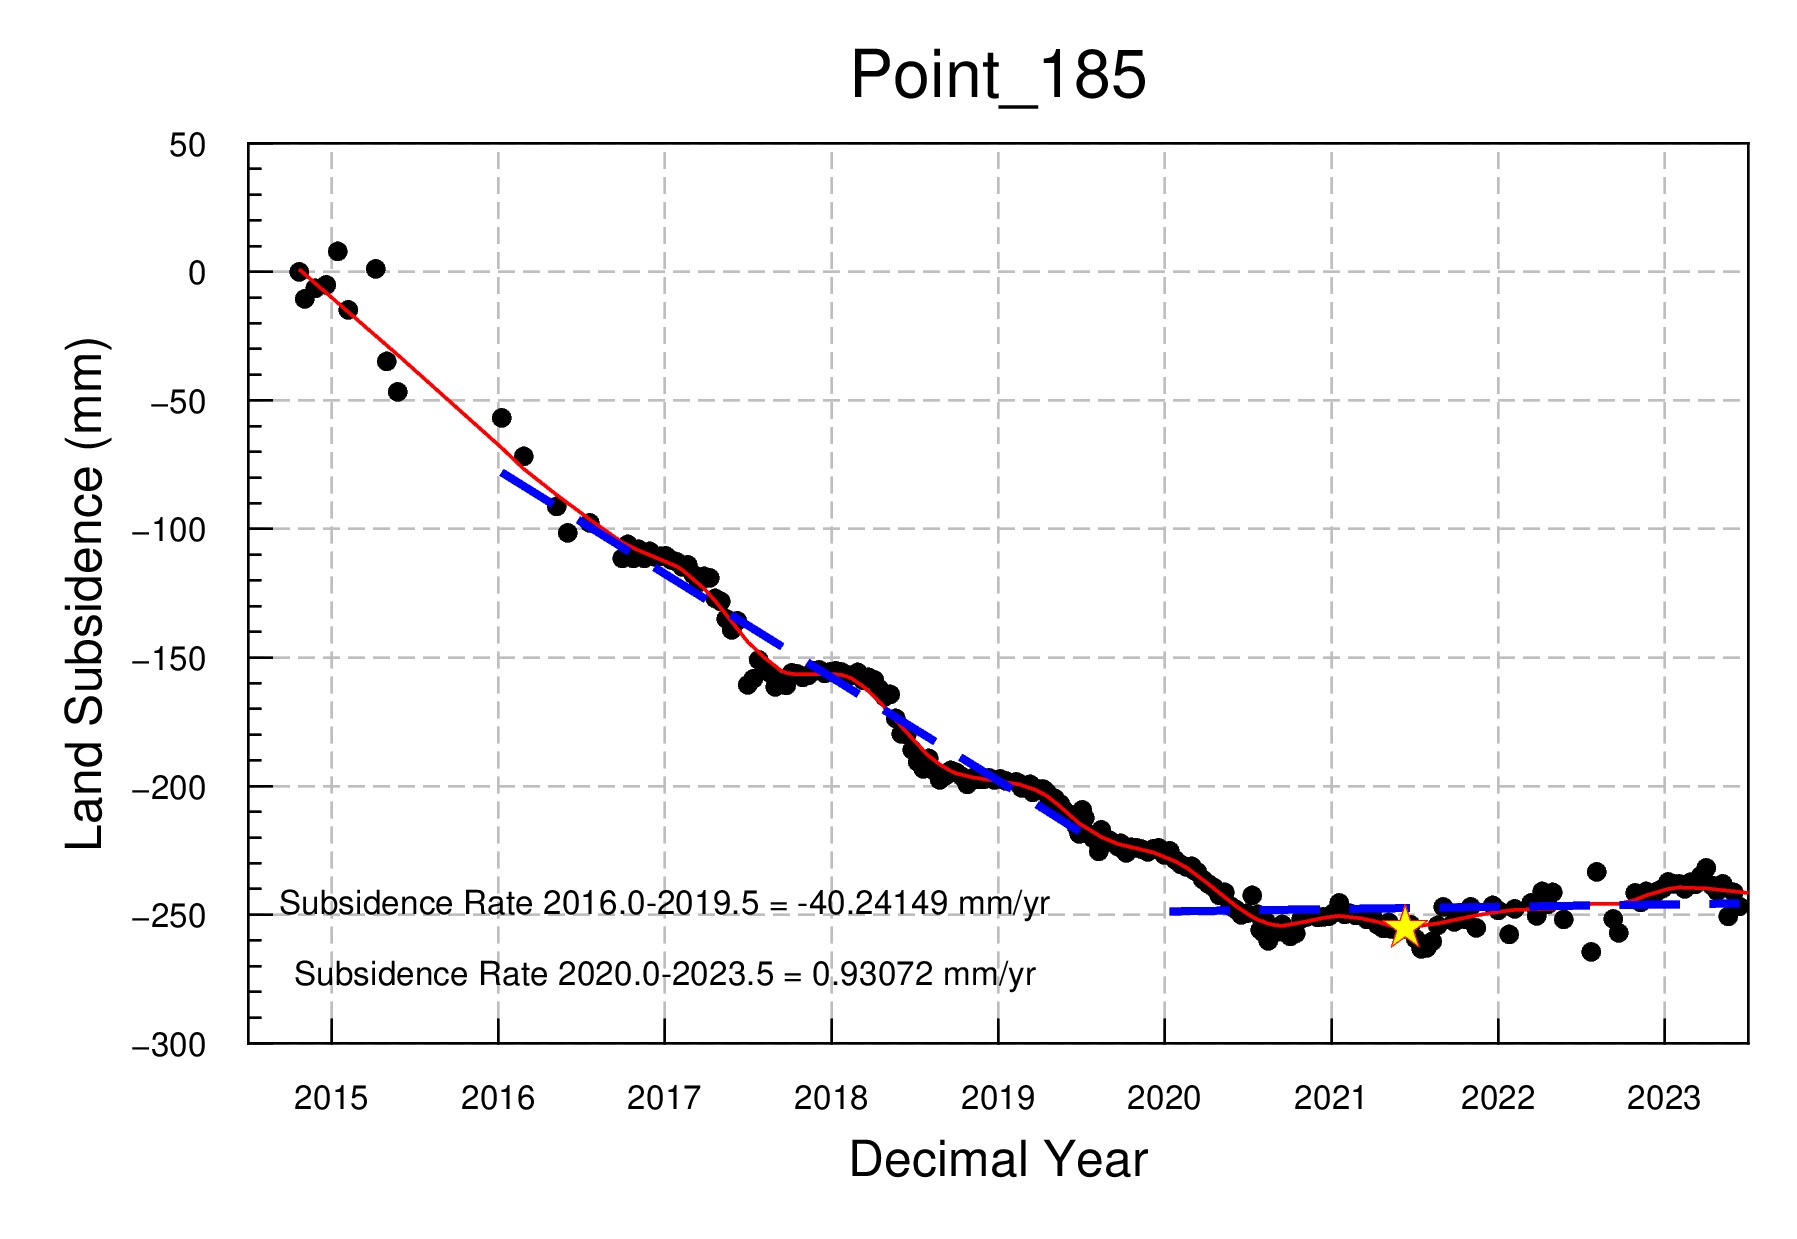 Point_185
Land Subsidence (mm)
50
0
−50
−100
−150
−200
−250
−300
Subsidence Rate 2016.0-2019.5 = -40.24149 mm/yr
Subsidence Rate 2020.0-2023.5 = 0.93072 mm/yr
2015 2016 2017 2018 2019 2020 2021 2022 2023
Decimal Year